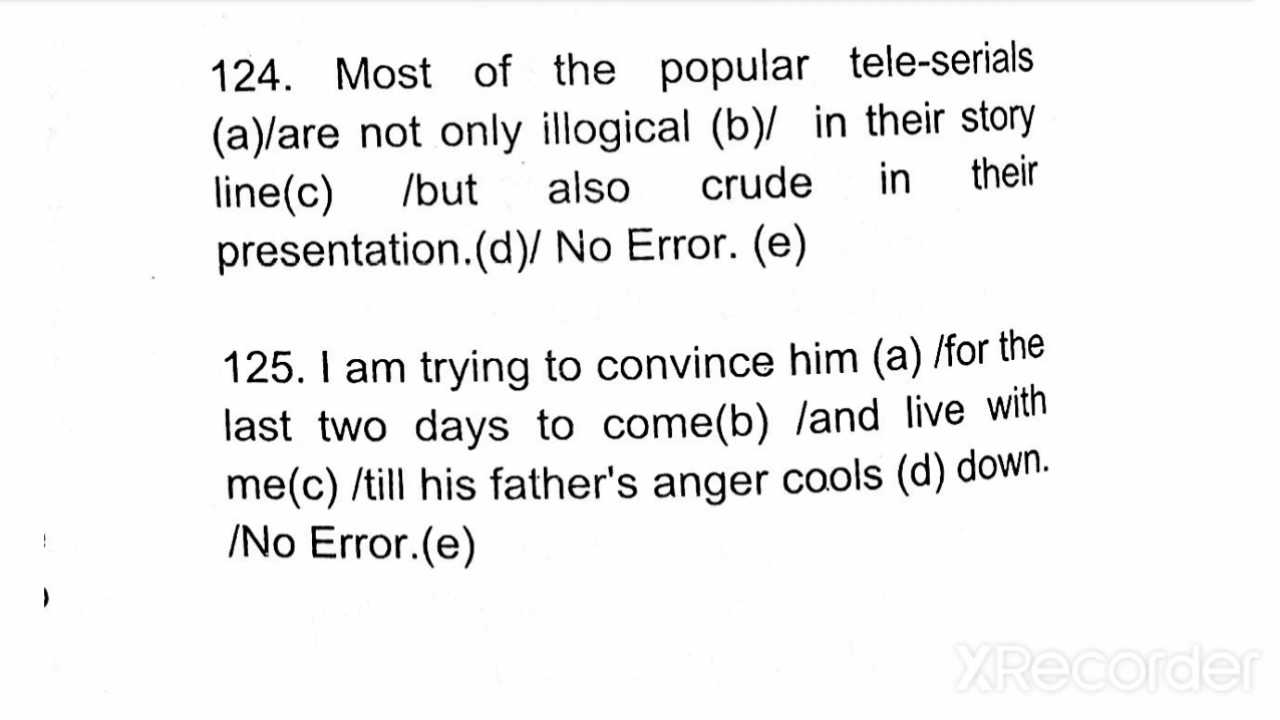 124. Most of the popular tele-serials
(a)/are not only illogical (b)/ in their story
line(c) /but also crude in their
presentation.(d)/ No Error. (e)
125. I am trying to convince him (a) /for the
last two days to come(b) /and live with
me(c) /till his father's anger cools (d) down.
/No Error.(e)
XRecorder